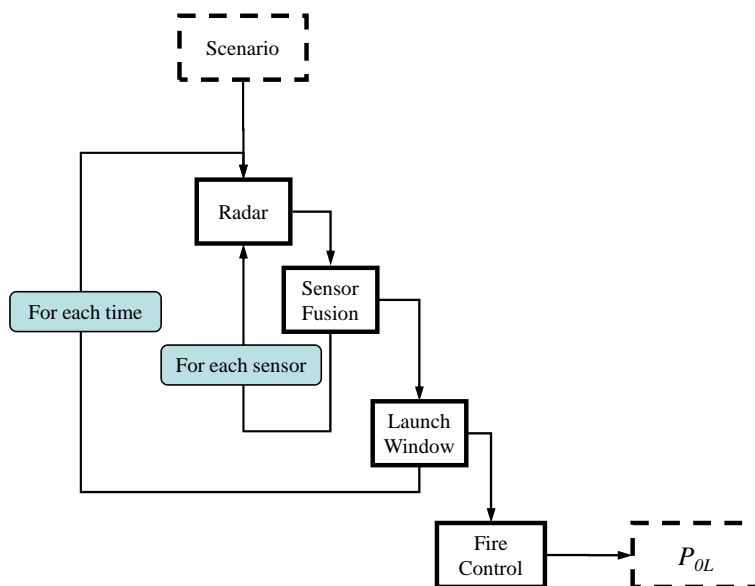 Scenario
Radar
Sensor
Fusion
For each time
For each sensor
Launch
Window
Fire
Control
P0L